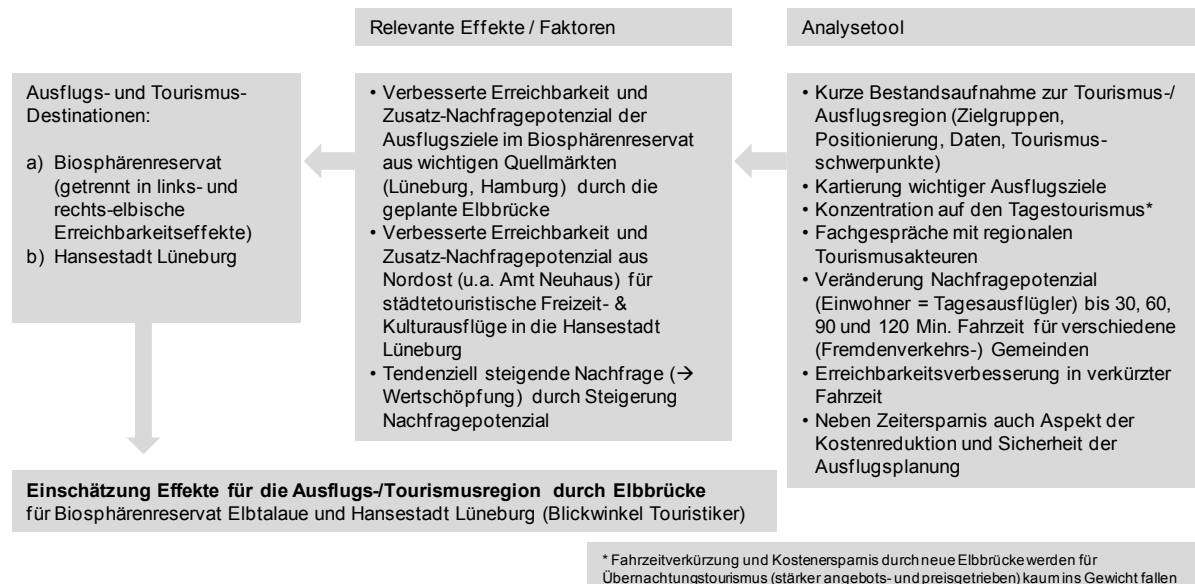 Relevante Effekte / Faktoren
Analysetool
Ausflugs- und Tourismus-
Destinationen:
a) Biosphärenreservat
(getrennt in links- und
rechts-elbische
Erreichbarkeitseffekte)
b) Hansestadt Lüneburg
• Verbesserte Erreichbarkeit und
Zusatz-Nachfragepotenzial der
Ausflugsziele im Biosphärenreservat
aus wichtigen Quellmärkten
(Lüneburg, Hamburg) durch die
geplante Elbbrücke
• Verbesserte Erreichbarkeit und
Zusatz-Nachfragepotenzial aus
Nordost (u.a. Amt Neuhaus) für
städtetouristische Freizeit- &
Kulturausflüge in die Hansestadt
Lüneburg
• Tendenziell steigende Nachfrage (→
Wertschöpfung) durch Steigerung
Nachfragepotenzial
• Kurze Bestandsaufnahme zur Tourismus-/
Ausflugsregion (Zielgruppen,
Positionierung, Daten, Tourismus-
schwerpunkte)
• Kartierung wichtiger Ausflugsziele
• Konzentration auf den Tagestourismus*
• Fachgespräche mit regionalen
Tourismusakteuren
• Veränderung Nachfragepotenzial
(Einwohner = Tagesausflügler) bis 30, 60,
90 und 120 Min. Fahrzeit für verschiedene
(Fremdenverkehrs-) Gemeinden
• Erreichbarkeitsverbesserung in verkürzter
Fahrzeit
• Neben Zeitersparnis auch Aspekt der
Kostenreduktion und Sicherheit der
Ausflugsplanung
Einschätzung Effekte für die Ausflugs-/Tourismusregion durch Elbbrücke
für Biosphärenreservat Elbtalaue und Hansestadt Lüneburg (Blickwinkel Touristiker)
* Fahrzeitverkürzung und Kostenersparnis durch neue Elbbrücke werden für
Übernachtungstourismus (stärker angebots- und preisgetrieben) kaum ins Gewicht fallen